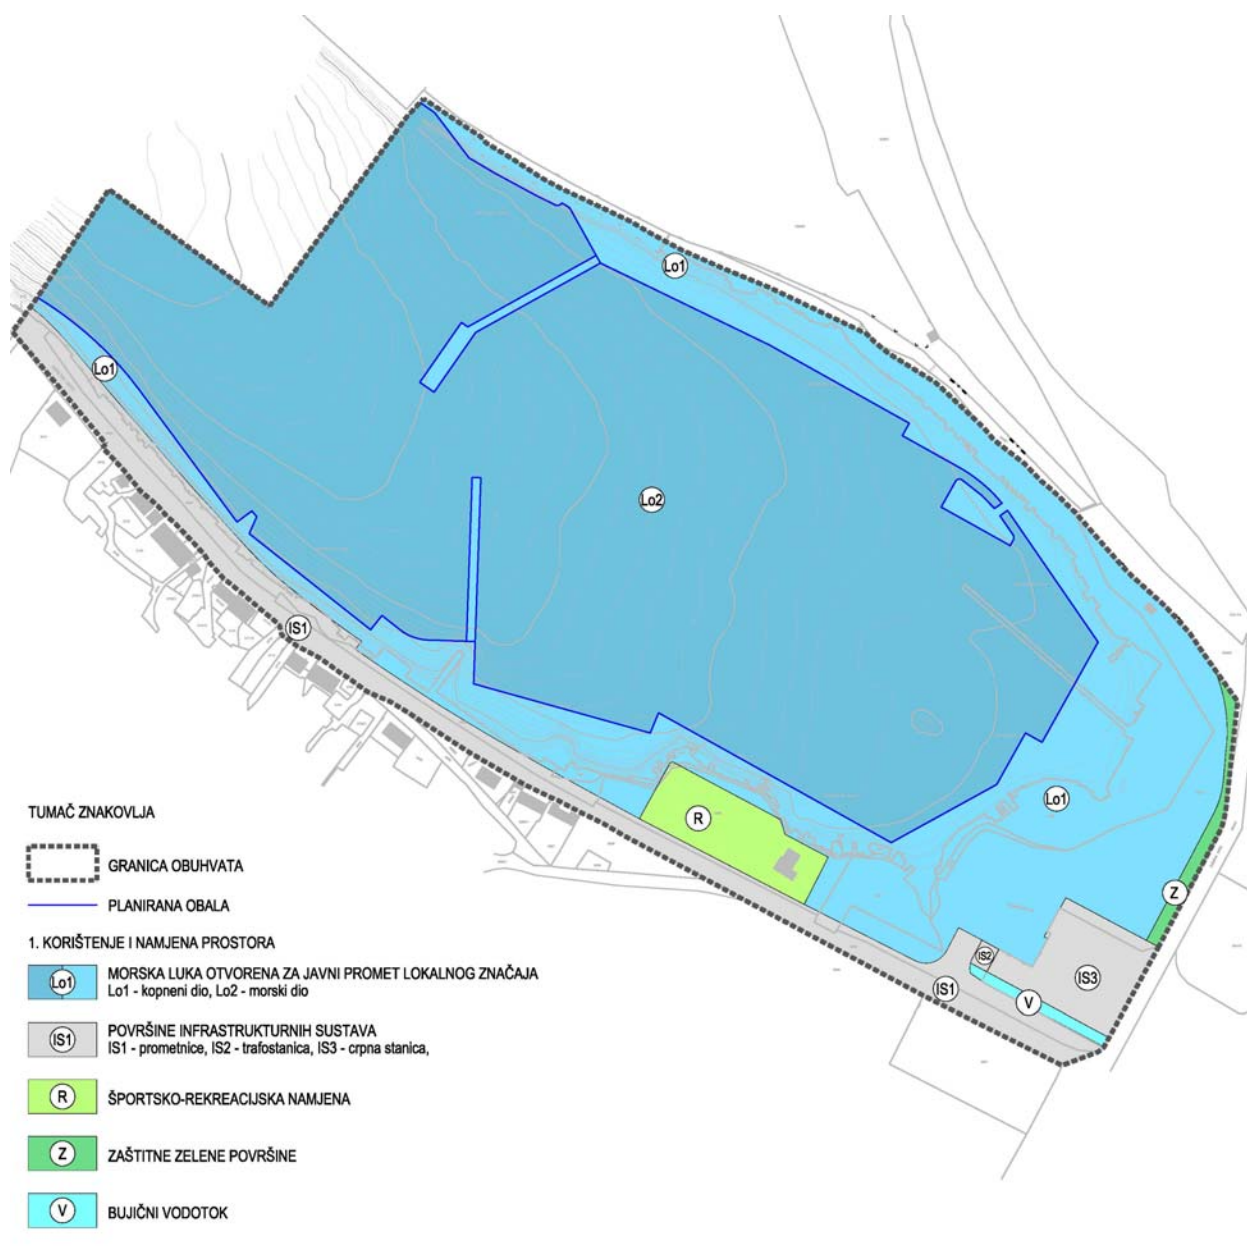 Lo1
Lo1
Lo2
IS1
R
Lo1
Z
IS2
IS3
IS1
V
TUMAČ ZNAKOVLJA
GRANICA OBUHVATA
PLANIRANA OBALA
1. KORIŠTENJE I NAMJENA PROSTORA
Lo1
MORSKA LUKA OTVORENA ZA JAVNI PROMET LOKALNOG ZNAČAJA
Lo1 - kopneni dio, Lo2 - morski dio
IS1
POVRŠINE INFRASTRUKTURNIH SUSTAVA
IS1 - prometnice, IS2 - trafostanica, IS3 - crpna stanica,
R
ŠPORTSKO-REKREACIJSKA NAMJENA
Z
ZAŠTITNE ZELENE POVRŠINE
V
BUJIČNI VODOTOK